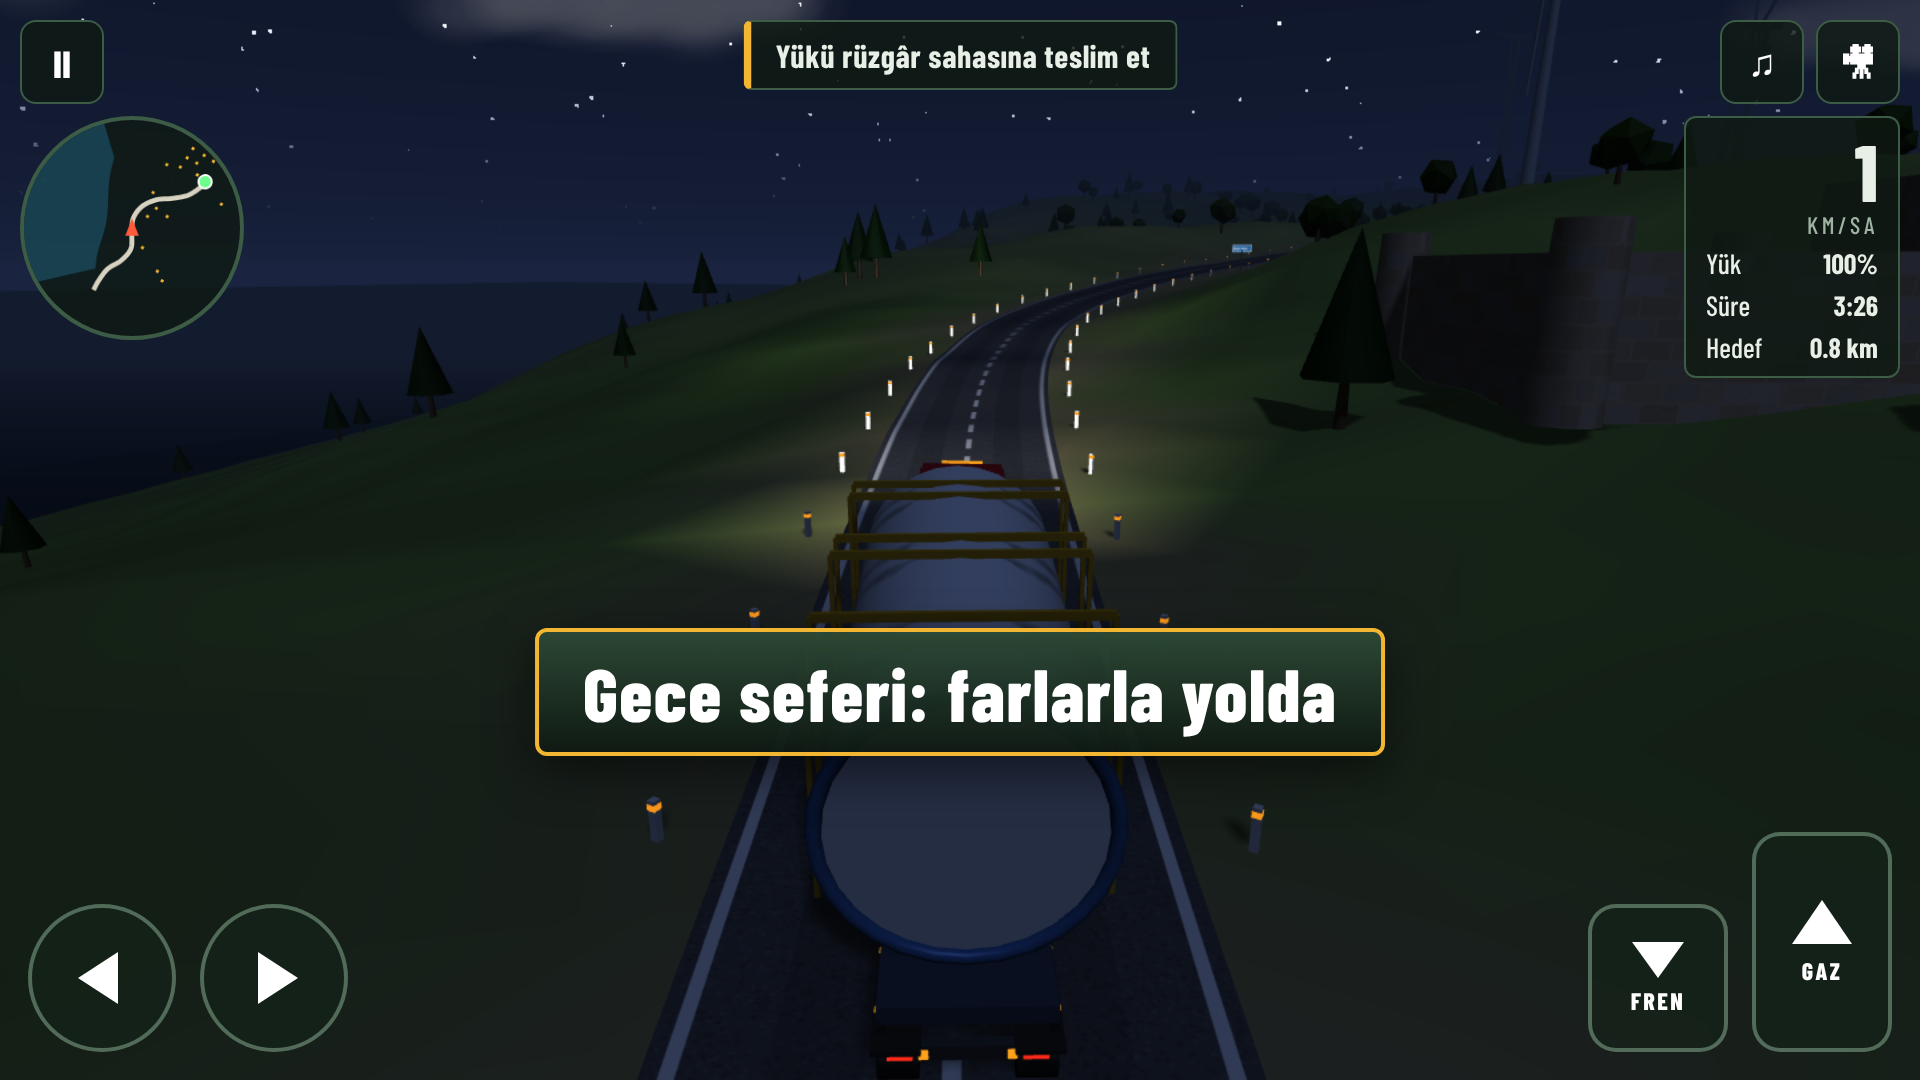 Yükü rüzgâr sahasına teslim et
1
KM/SA
Yük 100%
Süre 3:26
Hedef 0.8 km
Gece seferi: farlarla yolda
FREN
GAZ